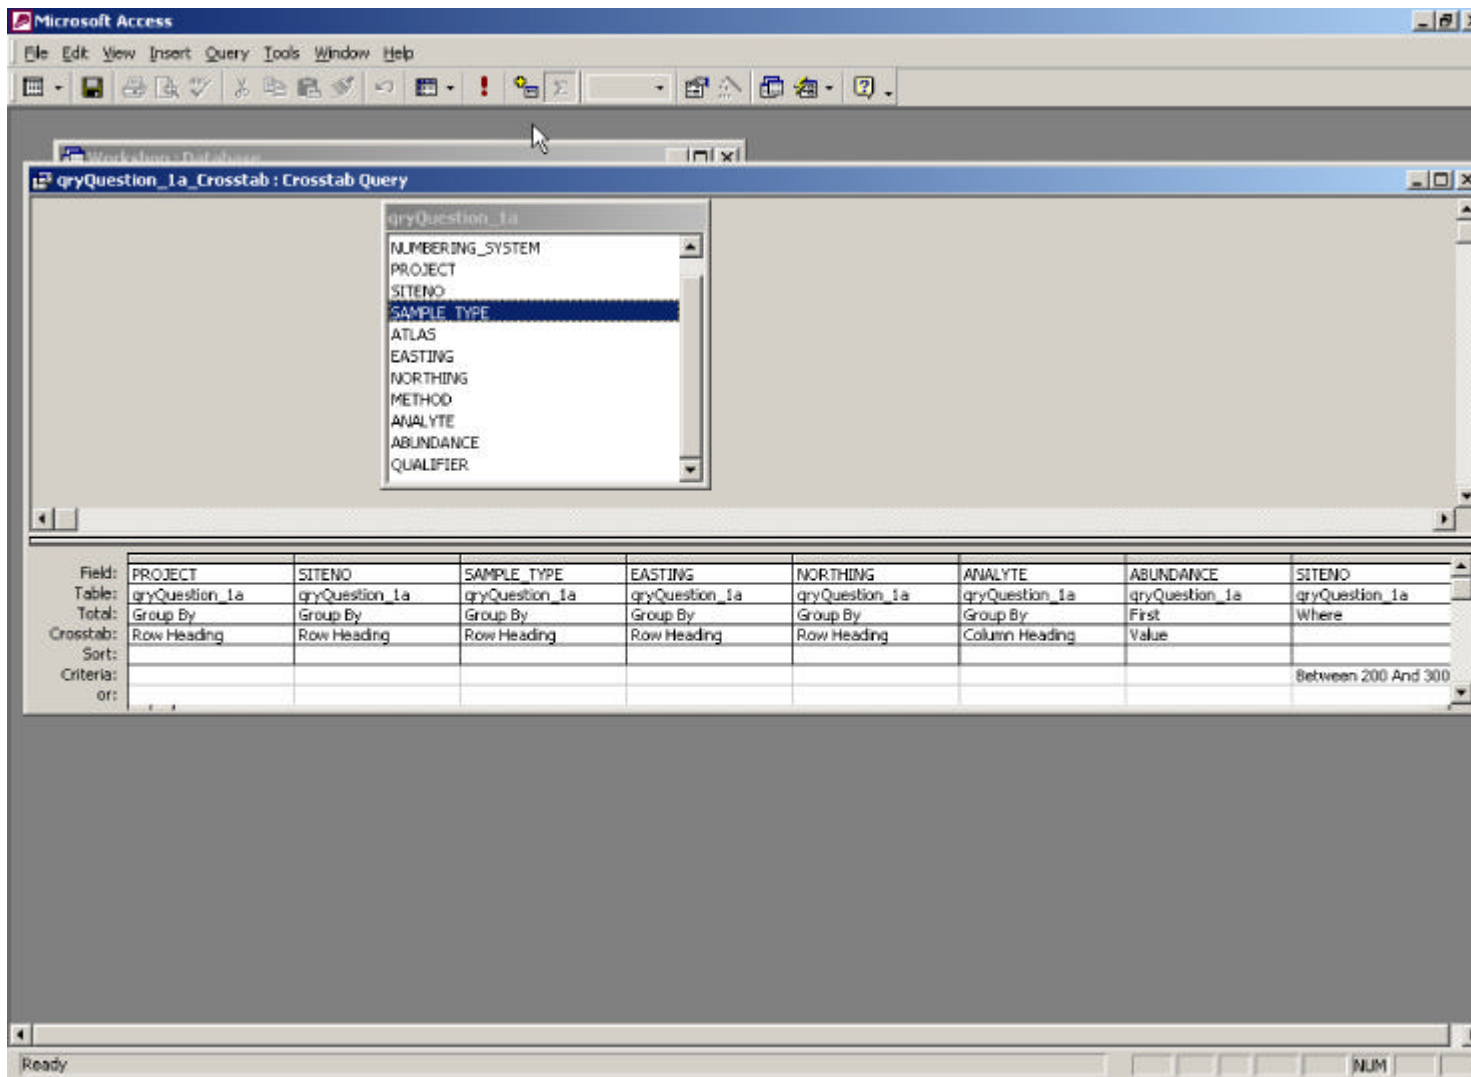 Microsoft Access
File Edit View Insert Query Tools Window Help
Workshop : Database
qryQuestion_1a_Crosstab : Crosstab Query
qryQuestion_1a
NUMBERING_SYSTEM
PROJECT
SITENO
SAMPLE_TYPE
ATLAS
EASTING
NORTHING
METHOD
ANALYTE
ABUNDANCE
QUALIFIER
Field: PROJECT SITENO SAMPLE_TYPE EASTING NORTHING ANALYTE ABUNDANCE SITENO
Table: qryQuestion_1a qryQuestion_1a qryQuestion_1a qryQuestion_1a qryQuestion_1a qryQuestion_1a qryQuestion_1a qryQuestion_1a
Total: Group By Group By Group By Group By Group By Group By First Where
Crosstab: Row Heading Row Heading Row Heading Row Heading Row Heading Column Heading Value
Sort:
Criteria: Between 200 And 300
or:
Ready NUM